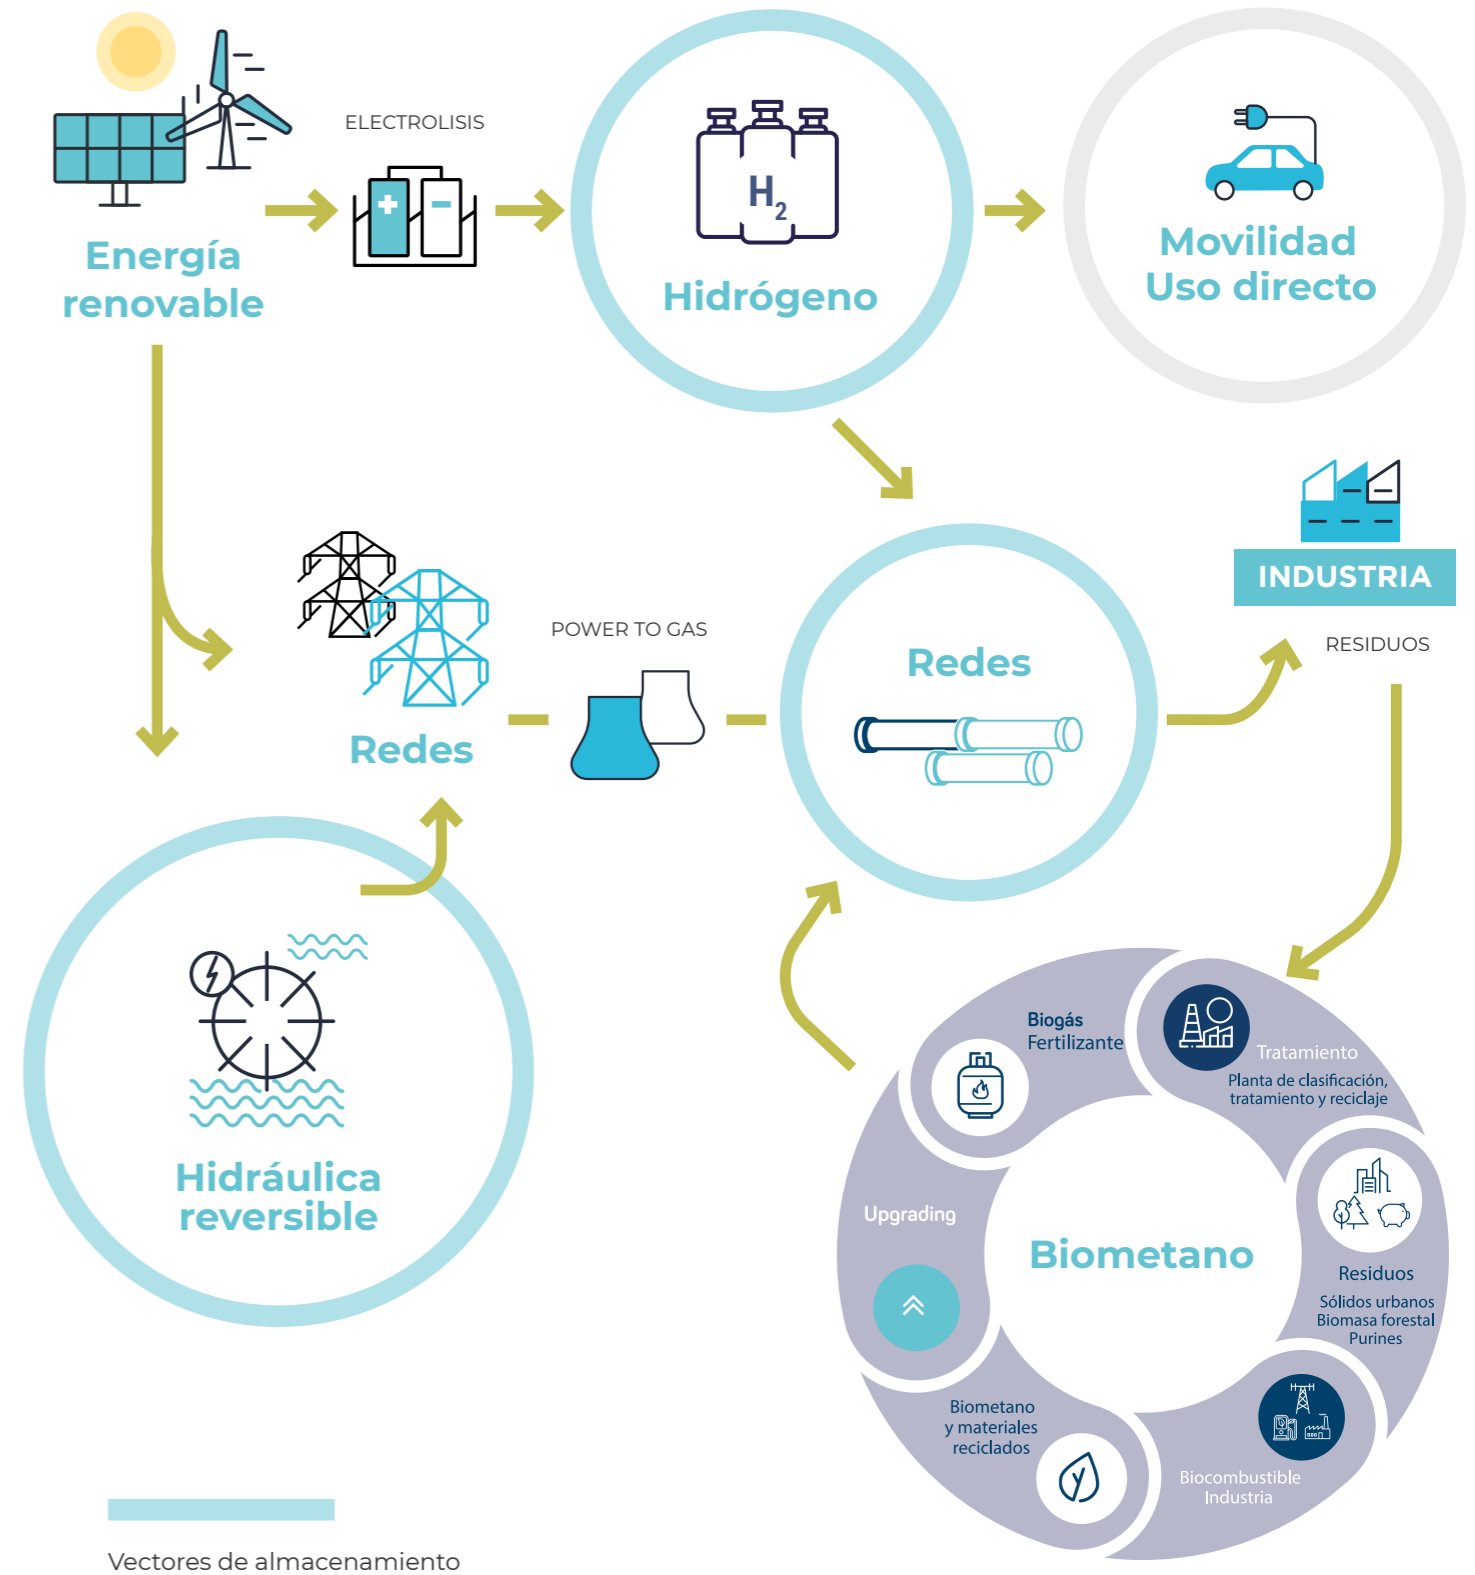 ELECTROLISIS
Energía
renovable
H2
Hidrógeno
Movilidad
Uso directo
INDUSTRIA
RESIDUOS
POWER TO GAS
Redes
Redes
Hidráulica
reversible
Biogás
Fertilizante
Tratamiento
Planta de clasificación,
tratamiento y reciclaje
Upgrading
Biometano
Residuos
Sólidos urbanos
Biomasa forestal
Purines
Biometano
y materiales
reciclados
Biocombustible
Industria
Vectores de almacenamiento